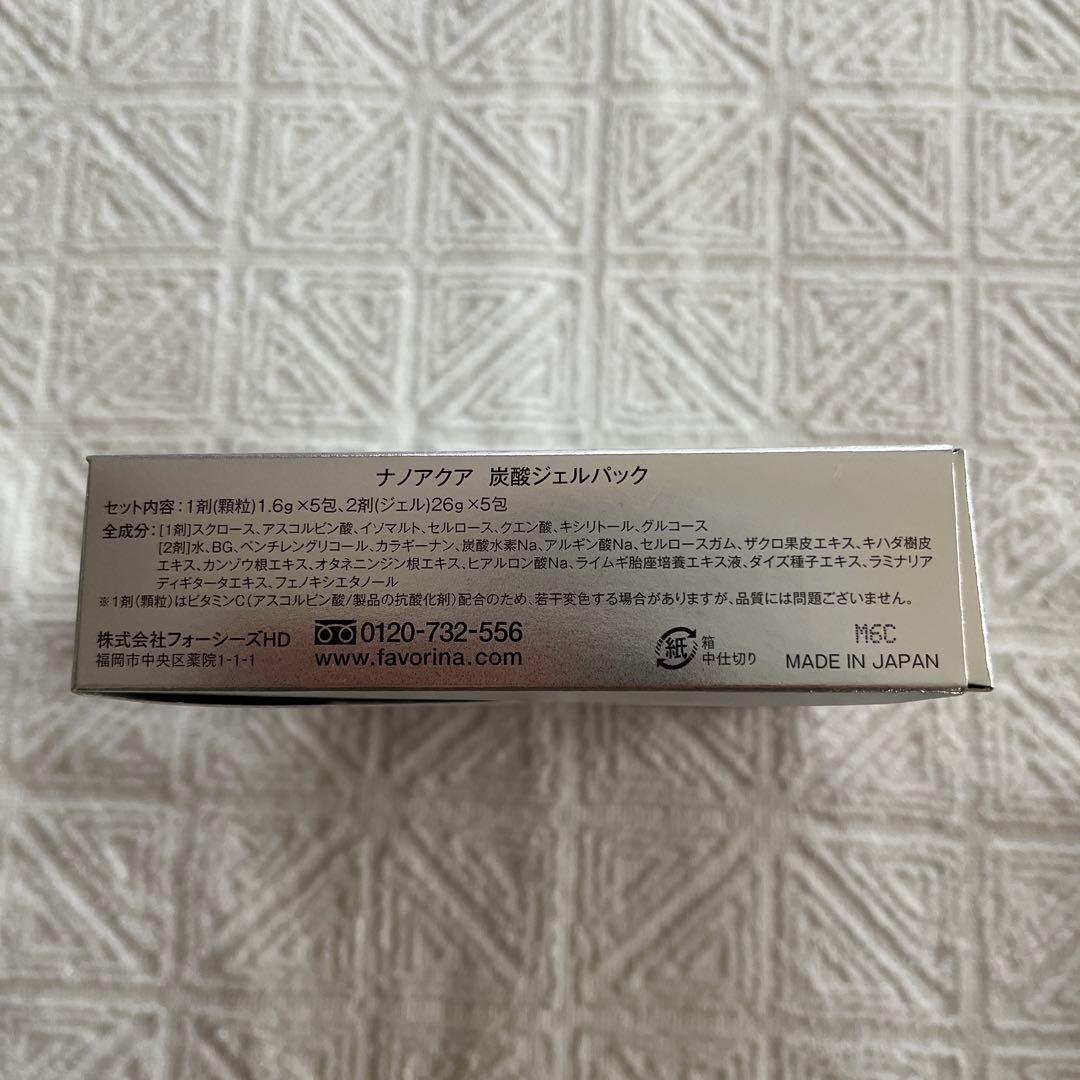 ナノアクア 炭酸ジェルパック
セット内容:1剤(顆粒)1.6g×5包、2剤(ジェル)26g×5包
全成分:[1剤]スクロース、アスコルビン酸、イソマルト、セルロース、クエン酸、キシリトール、グルコース
[2剤]水、BG、ペンチレングリコール、カラギーナン、炭酸水素Na、アルギン酸Na、セルロースガム、ザクロ果皮エキス、キハダ樹皮
エキス、カンゾウ根エキス、オタネニンジン根エキス、ヒアルロン酸Na、ライムギ胎座培養エキス液、ダイズ種子エキス、ラミナリア
ディギタータエキス、フェノキシエタノール
※1剤(顆粒)はビタミンC(アスコルビン酸/製品の抗酸化剤)配合のため、若干変色する場合がありますが、品質には問題ございません。
株式会社フォーシーズHD
福岡市中央区薬院1-1-1
0120-732-556
www.favorina.com
紙
箱
中仕切り
M6C
MADE IN JAPAN